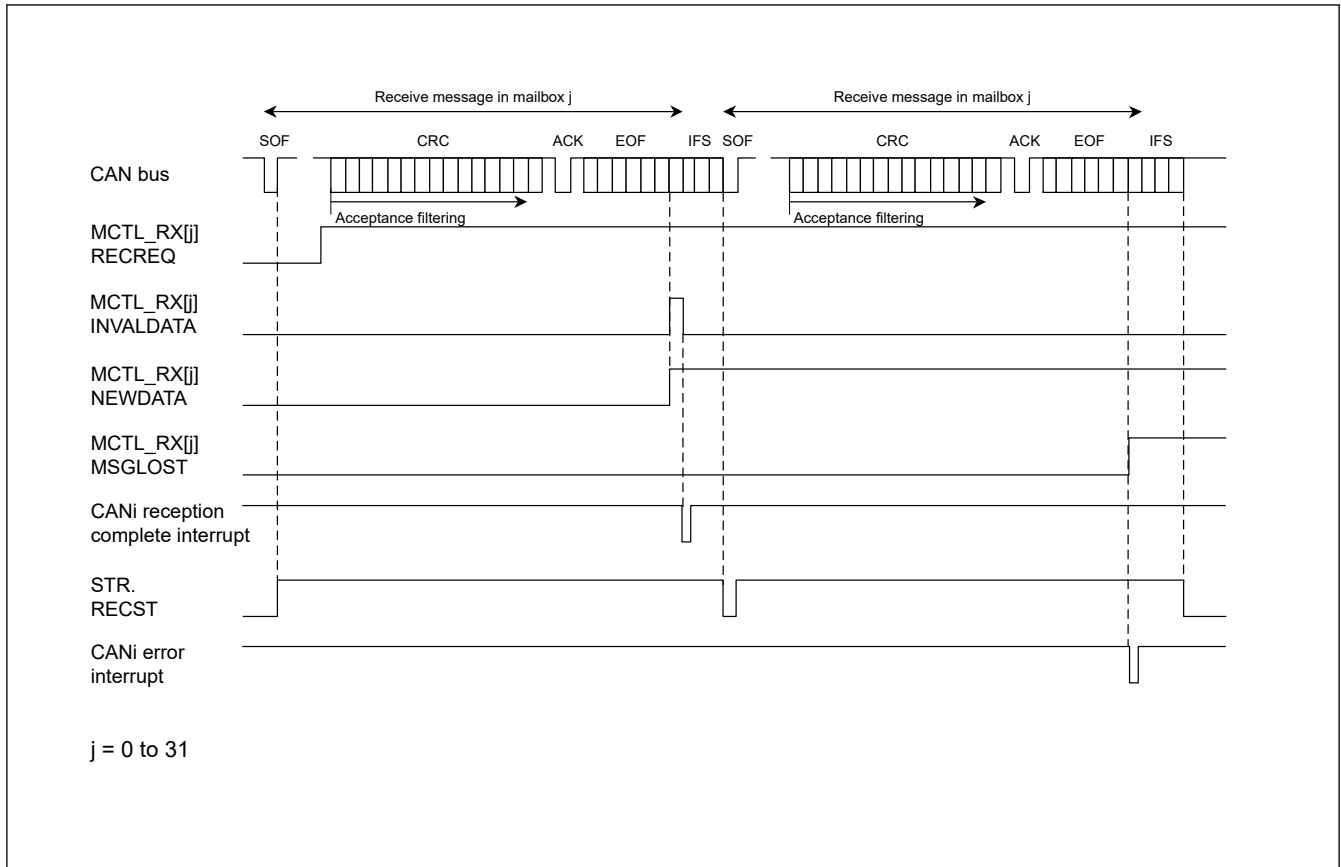 Receive message in mailbox j Receive message in mailbox j
SOF CRC ACK EOF IFS SOF CRC ACK EOF IFS
CAN bus
Acceptance filtering Acceptance filtering
MCTL_RX[j]
RECREQ
MCTL_RX[j]
INVALDATA
MCTL_RX[j]
NEWDATA
MCTL_RX[j]
MSGLOST
CANi reception
complete interrupt
STR.
RECST
CANi error
interrupt
j = 0 to 31